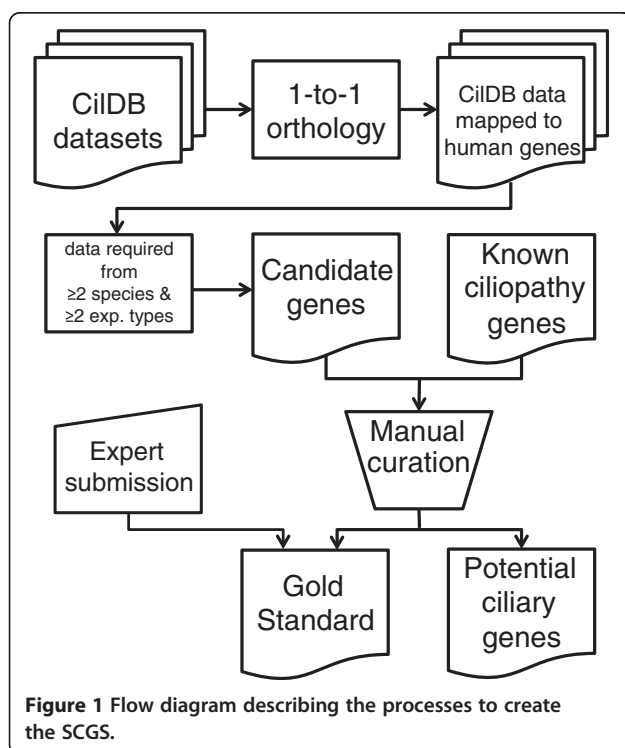 CilDB
datasets
1-to-1
orthology
CilDB data
mapped to
human genes
data required
from
≥2 species &
≥2 exp. types
Candidate
genes
Known
ciliopathy
genes
Expert
submission
Manual
curation
Gold
Standard
Potential
ciliary
genes
Figure 1 Flow diagram describing the processes to create
the SCGS.